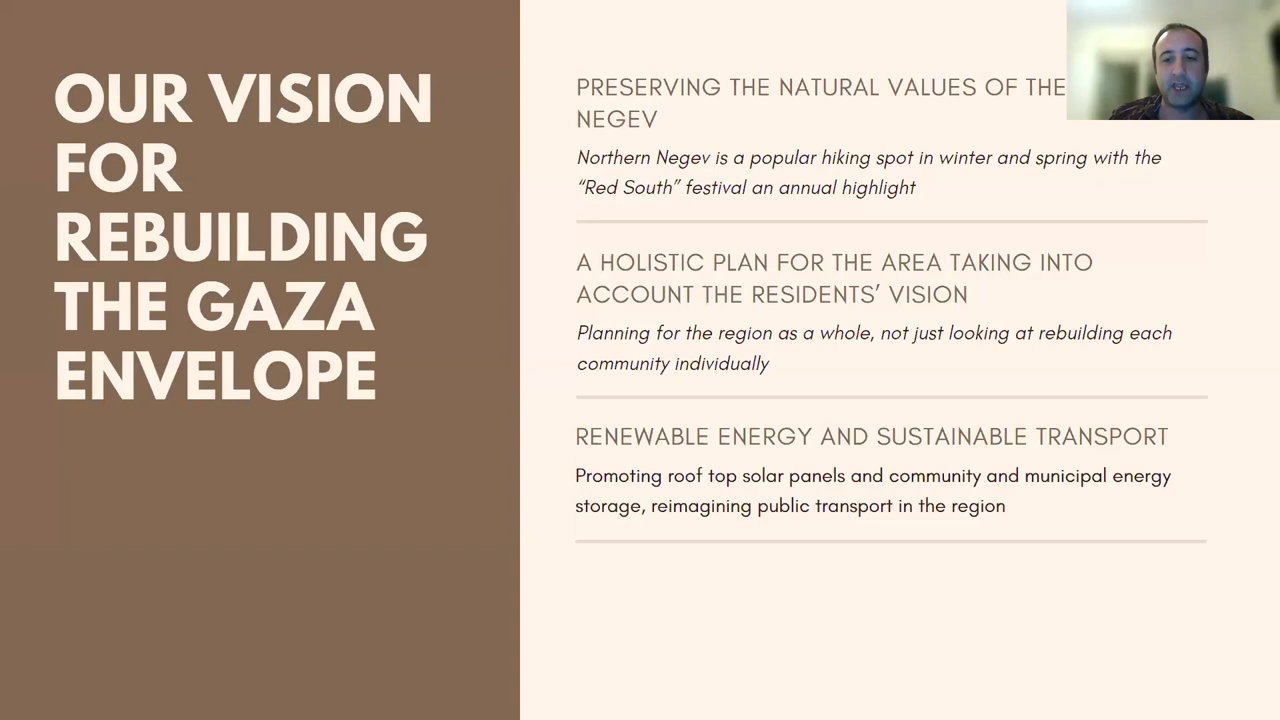 OUR VISION
FOR
REBUILDING
THE GAZA
ENVELOPE
PRESERVING THE NATURAL VALUES OF THE
NEGEV
Northern Negev is a popular hiking spot in winter and spring with the
“Red South” festival an annual highlight
A HOLISTIC PLAN FOR THE AREA TAKING INTO
ACCOUNT THE RESIDENTS’ VISION
Planning for the region as a whole, not just looking at rebuilding each
community individually
RENEWABLE ENERGY AND SUSTAINABLE TRANSPORT
Promoting roof top solar panels and community and municipal energy
storage, reimagining public transport in the region